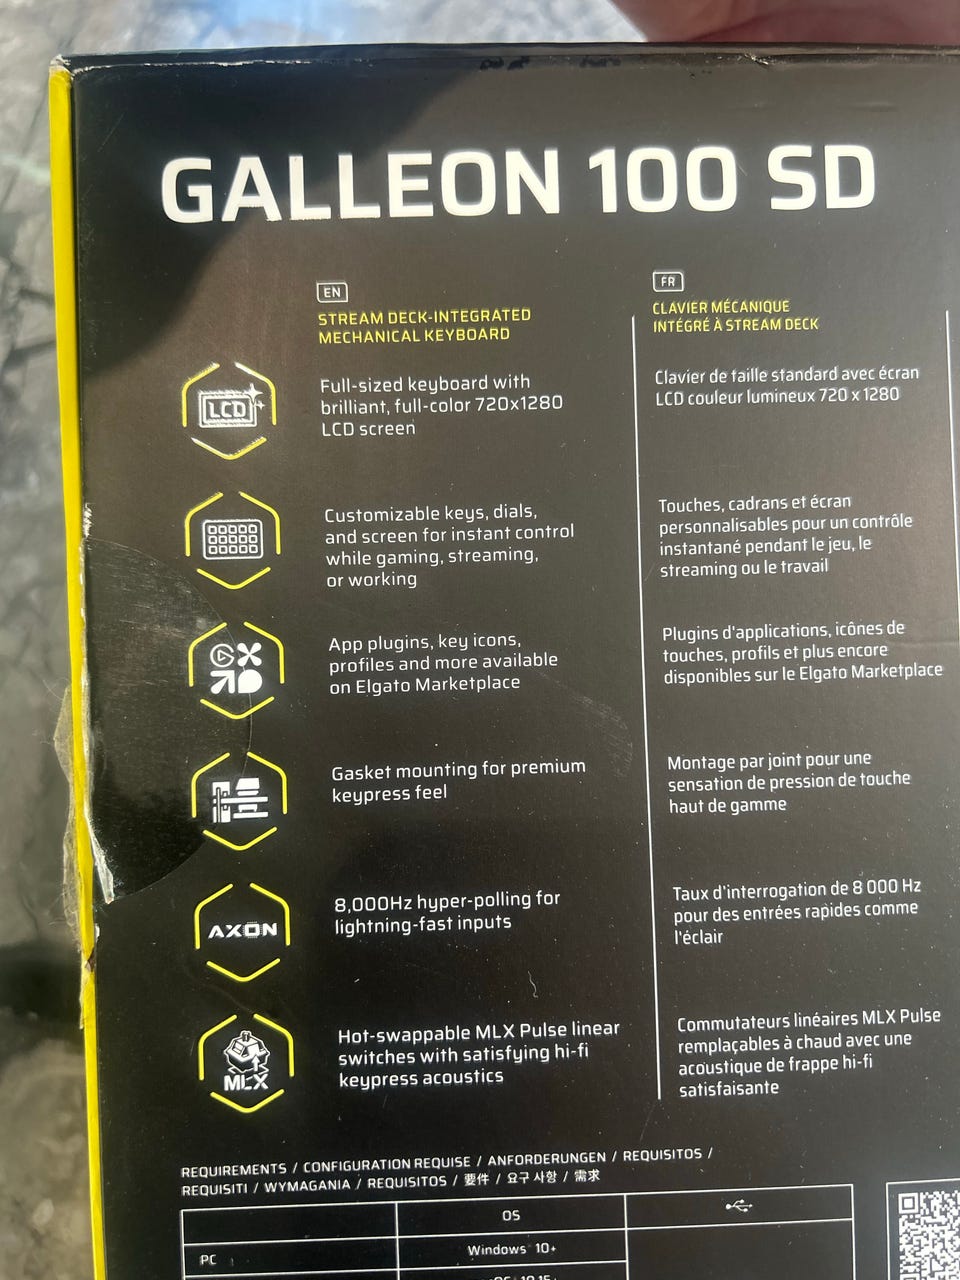 GALLEON 100 SD
EN
STREAM DECK-INTEGRATED
MECHANICAL KEYBOARD
LCD
Full-sized keyboard with
brilliant, full-color 720x1280
LCD screen
Customizable keys, dials,
and screen for instant control
while gaming, streaming,
or working
App plugins, key icons,
profiles and more available
on Elgato Marketplace
Gasket mounting for premium
keypress feel
AXON
8,000Hz hyper-polling for
lightning-fast inputs
MLX
Hot-swappable MLX Pulse linear
switches with satisfying hi-fi
keypress acoustics
FR
CLAVIER MÉCANIQUE
INTÉGRÉ À STREAM DECK
Clavier de taille standard avec écran
LCD couleur lumineux 720 x 1280
Touches, cadrans et écran
personnalisables pour un contrôle
instantané pendant le jeu, le
streaming ou le travail
Plugins d'applications, icônes de
touches, profils et plus encore
disponibles sur le Elgato Marketplace
Montage par joint pour une
sensation de pression de touche
haut de gamme
Taux d'interrogation de 8 000 Hz
pour des entrées rapides comme
l'éclair
Commutateurs linéaires MLX Pulse
remplaçables à chaud avec une
acoustique de frappe hi-fi
satisfaisante
REQUIREMENTS / CONFIGURATION REQUISE / ANFORDERUNGEN / REQUISITOS /
REQUISITI / WYMAGANIA / REQUISITOS / 要件 / 요구 사항 / 需求
OS
PC
Windows 10+